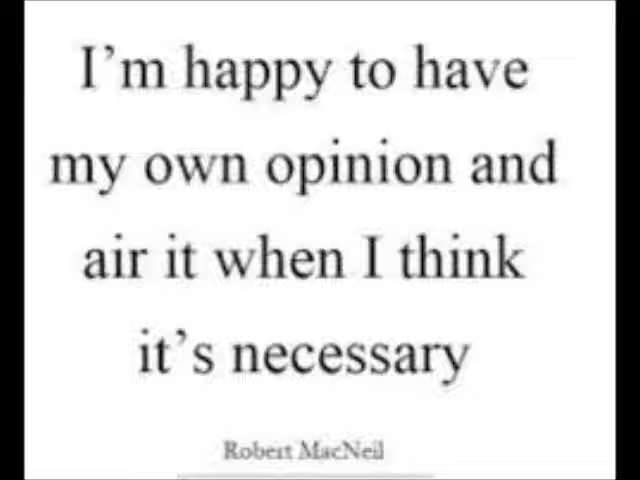 I'm happy to have
my own opinion and
air it when I think
it's necessary
Robert MacNeil